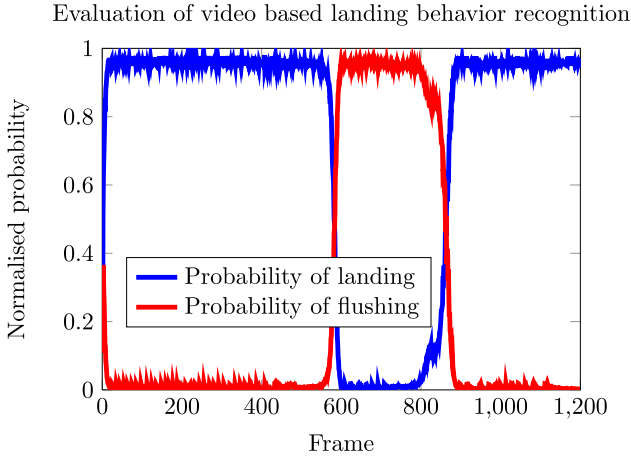 Evaluation of video based landing behavior recognition
Normalised probability
1
0.8
0.6
0.4
0.2
0
Probability of landing
Probability of flushing
0 200 400 600 800 1,000 1,200
Frame